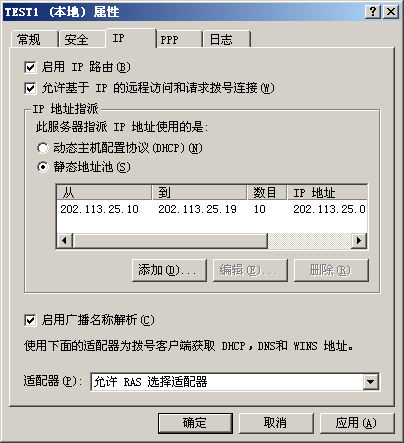 TEST1 (本地) 属性
常规 安全 IP PPP 日志
启用 IP 路由(B)
允许基于 IP 的远程访问和请求拨号连接(W)
IP 地址指派
此服务器指派 IP 地址使用的是:
动态主机配置协议(DHCP)(N)
静态地址池(S)
从 到 数目 IP 地址
202.113.25.10 202.113.25.19 10 202.113.25.0
添加(D)... 编辑(E)... 删除(R)
启用广播名称解析(C)
使用下面的适配器为拨号客户端获取 DHCP,DNS和 WINS 地址。
适配器(P): 允许 RAS 选择适配器
确定 取消 应用(A)